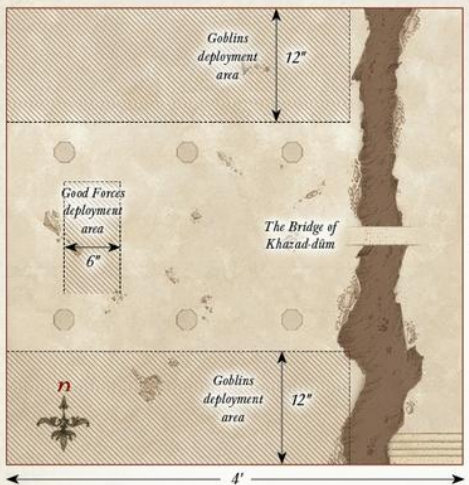 Goblins
deployment
area
12"
Good Forces
deployment
area
6"
The Bridge of
Khazad-dûm
Goblins
deployment
area
12"
n
4'